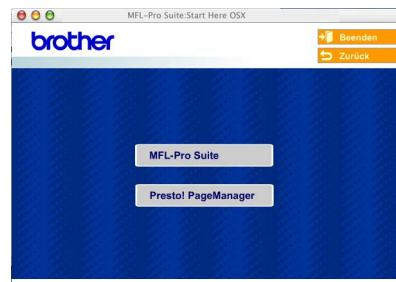 MFL-Pro Suite:Start Here OSX
brother
Beenden
Zurück
MFL-Pro Suite
Presto! PageManager